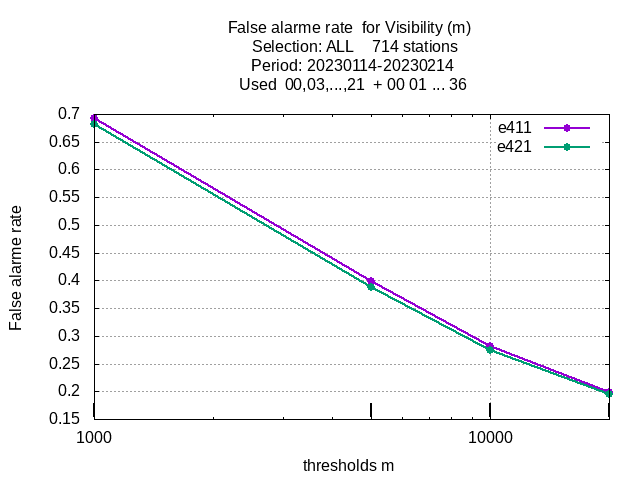 False alarme rate  for Visibility (m)
Selection: ALL    714 stations
Period: 20230114-20230214
Used  00,03,...,21  + 00 01 ... 36
e411
e421
0.7
0.65
0.6
0.55
0.5
0.45
0.4
0.35
0.3
0.25
0.2
0.15
False alarme rate
1000
10000
thresholds m